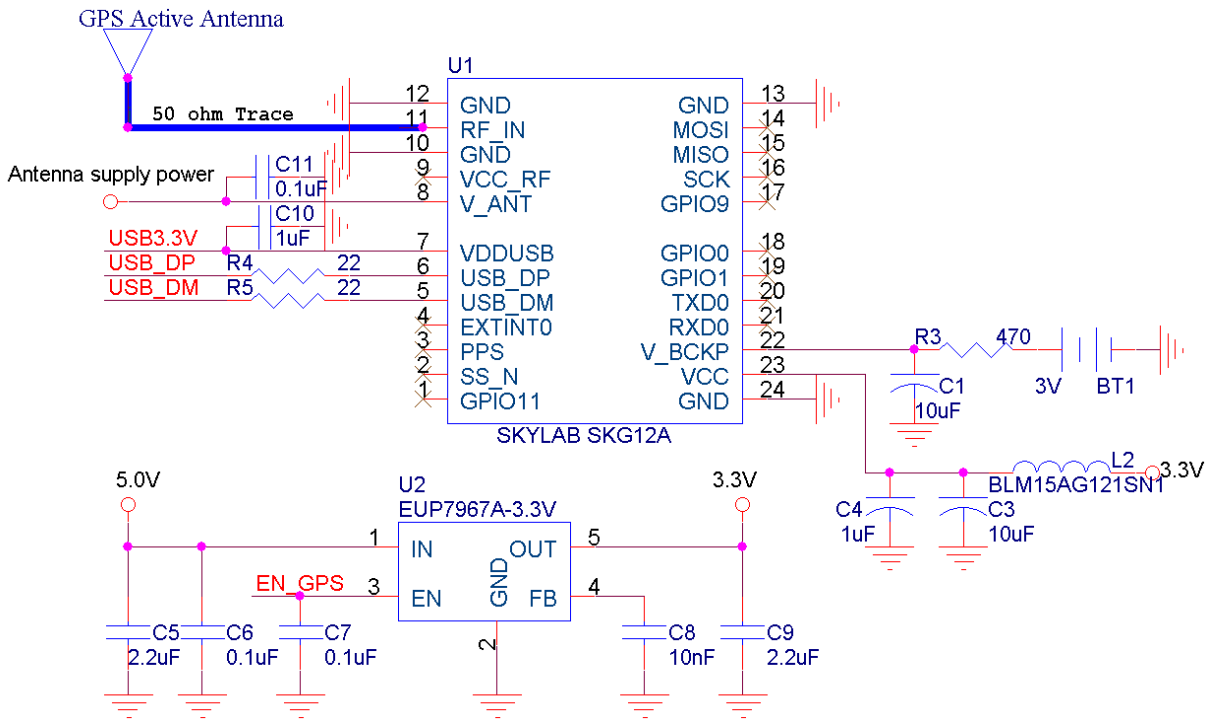 GPS Active Antenna
50 ohm Trace
U1
12 GND
11 RF_IN
10 GND
9 VCC_RF
8 V_ANT
7 VDDUSB
6 USB_DP
5 USB_DM
4 EXTINT0
3 PPS
2 SS_N
1 GPIO11
GND 13
MOSI 14
MISO 15
SCK 16
GPIO9 17
GPIO0 18
GPIO1 19
TXD0 20
RXD0 21
V_BCKP 22
VCC 23
GND 24
SKYLAB SKG12A
C11
0.1uF
Antenna supply power
C10
1uF
USB3.3V
USB_DP
R4 22
USB_DM
R5 22
R3 470
C1
10uF
3V
BT1
L2
3.3V
BLM15AG121SN1
C4
1uF
C3
10uF
5.0V
U2
EUP7967A-3.3V
3.3V
1 IN
OUT 5
EN_GPS
3 EN
GND
2
FB 4
C5
2.2uF
C6
0.1uF
C7
0.1uF
C8
10nF
C9
2.2uF